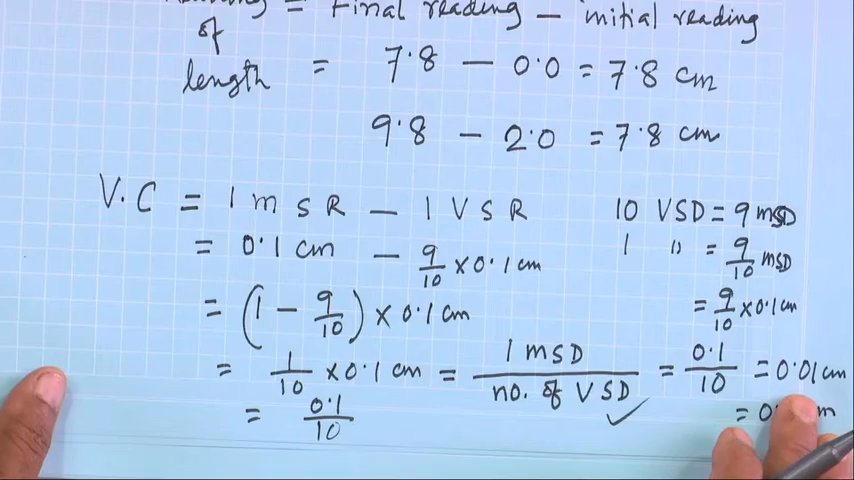 = Final reading - initial reading
of
length = 7.8 - 0.0 = 7.8 cm
9.8 - 2.0 = 7.8 cm
V.C = 1 m S R - 1 V S R 10 VSD = 9 MSD
= 0.1 cm - 9/10 × 0.1 cm 1 " = 9/10 MSD
= (1 - 9/10) × 0.1 cm = 9/10 × 0.1 cm
= 1/10 × 0.1 cm = 1 MSD / no. of VSD = 0.1/10 = 0.01 cm
= 0.1/10 ✓ = 0. m